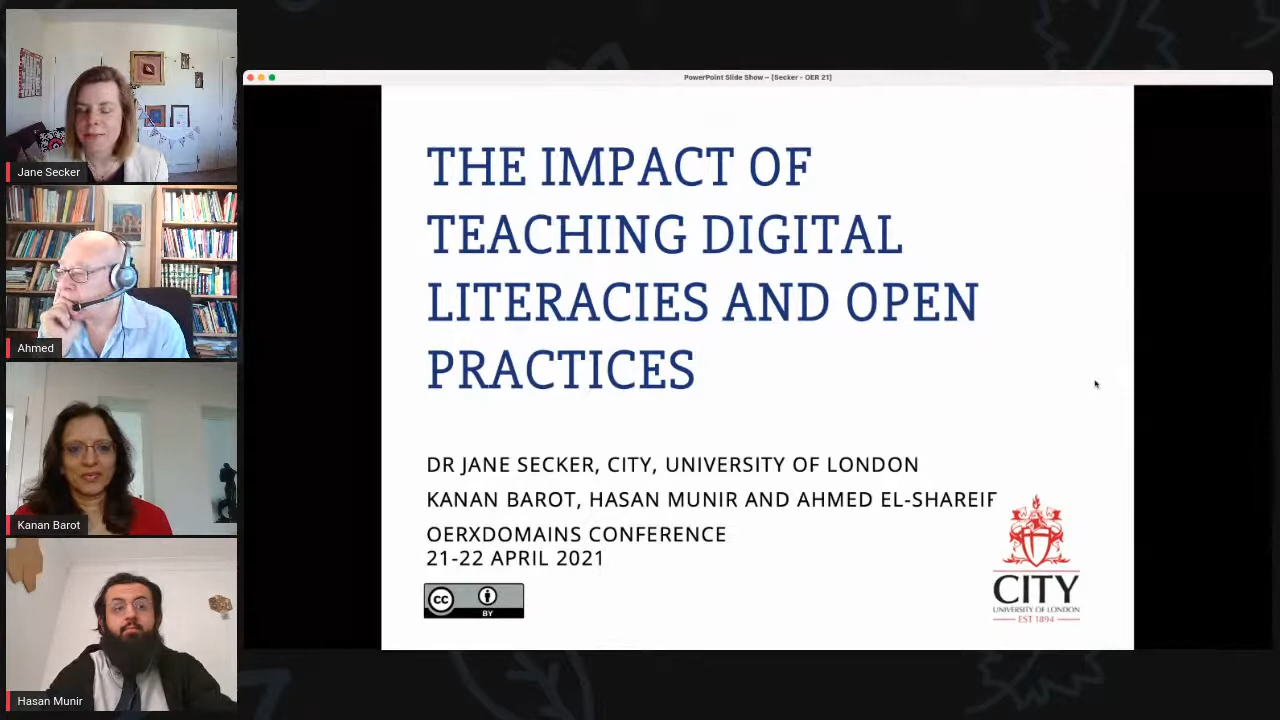 Jane Secker
Ahmed
Kanan Barot
Hasan Munir
PowerPoint Slide Show – [Secker - OER 21]
THE IMPACT OF
TEACHING DIGITAL
LITERACIES AND OPEN
PRACTICES
DR JANE SECKER, CITY, UNIVERSITY OF LONDON
KANAN BAROT, HASAN MUNIR AND AHMED EL-SHAREIF
OERXDOMAINS CONFERENCE
21-22 APRIL 2021
CC
BY
CITY
UNIVERSITY OF LONDON
EST 1894